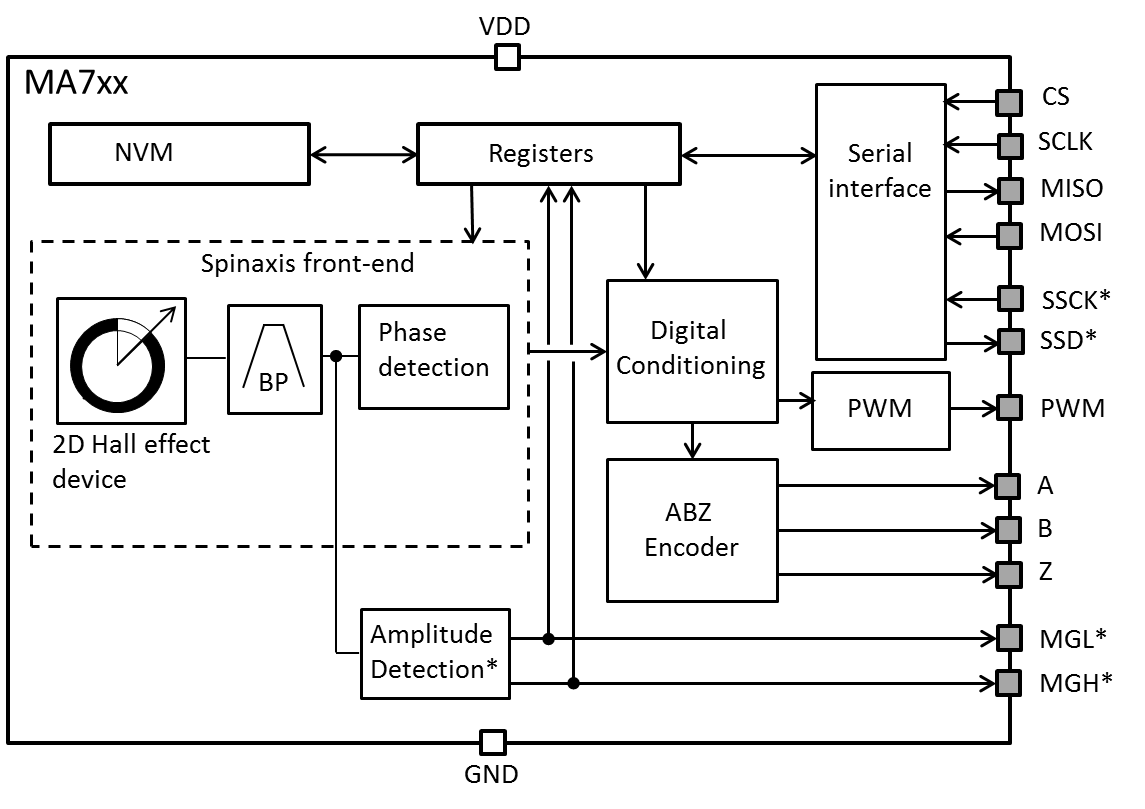 VDD
MA7xx
NVM
Registers
Serial
interface
CS
SCLK
MISO
MOSI
SSCK*
SSD*
Spinaxis front-end
2D Hall effect
device
BP
Phase
detection
Digital
Conditioning
PWM
PWM
ABZ
Encoder
A
B
Z
Amplitude
Detection*
MGL*
MGH*
GND